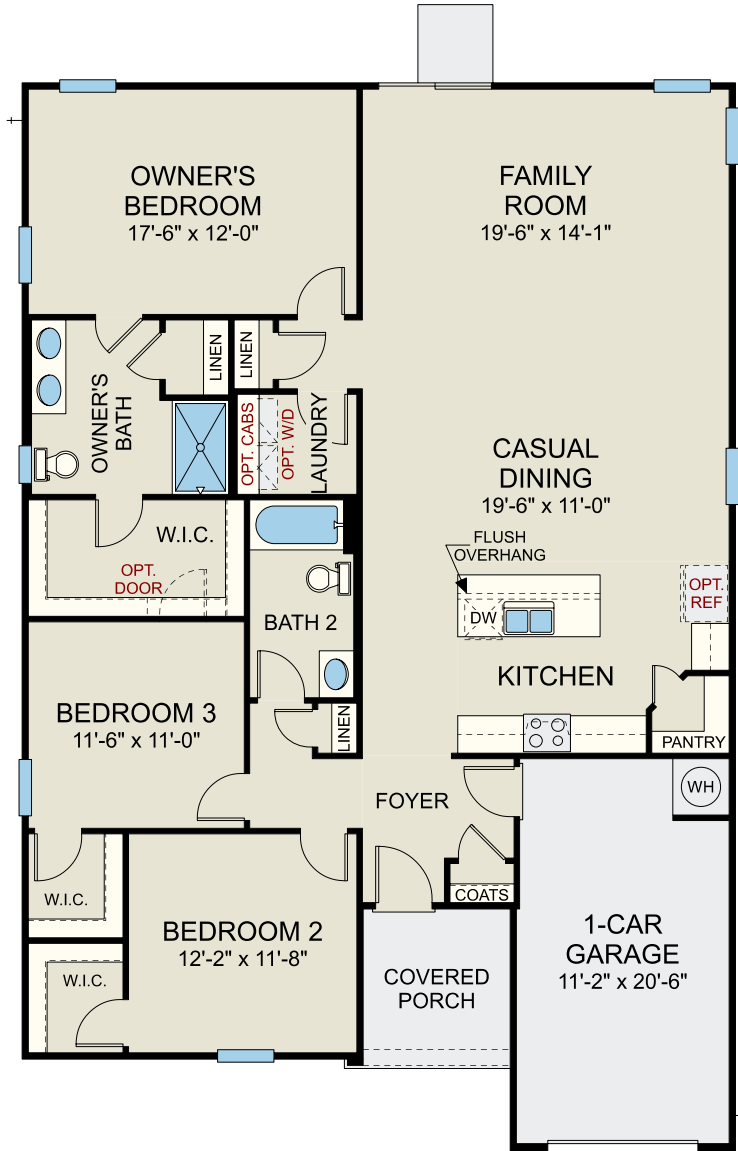 OWNER'S
BEDROOM
17'-6" x 12'-0"
FAMILY
ROOM
19'-6" x 14'-1"
LINEN
LINEN
OWNER'S
BATH
OPT. CABS
OPT. W/D
LAUNDRY
CASUAL
DINING
19'-6" x 11'-0"
W.I.C.
OPT.
DOOR
FLUSH
OVERHANG
OPT.
REF
DW
BATH 2
KITCHEN
BEDROOM 3
11'-6" x 11'-0"
LINEN
PANTRY
WH
FOYER
COATS
W.I.C.
BEDROOM 2
12'-2" x 11'-8"
W.I.C.
COVERED
PORCH
1-CAR
GARAGE
11'-2" x 20'-6"